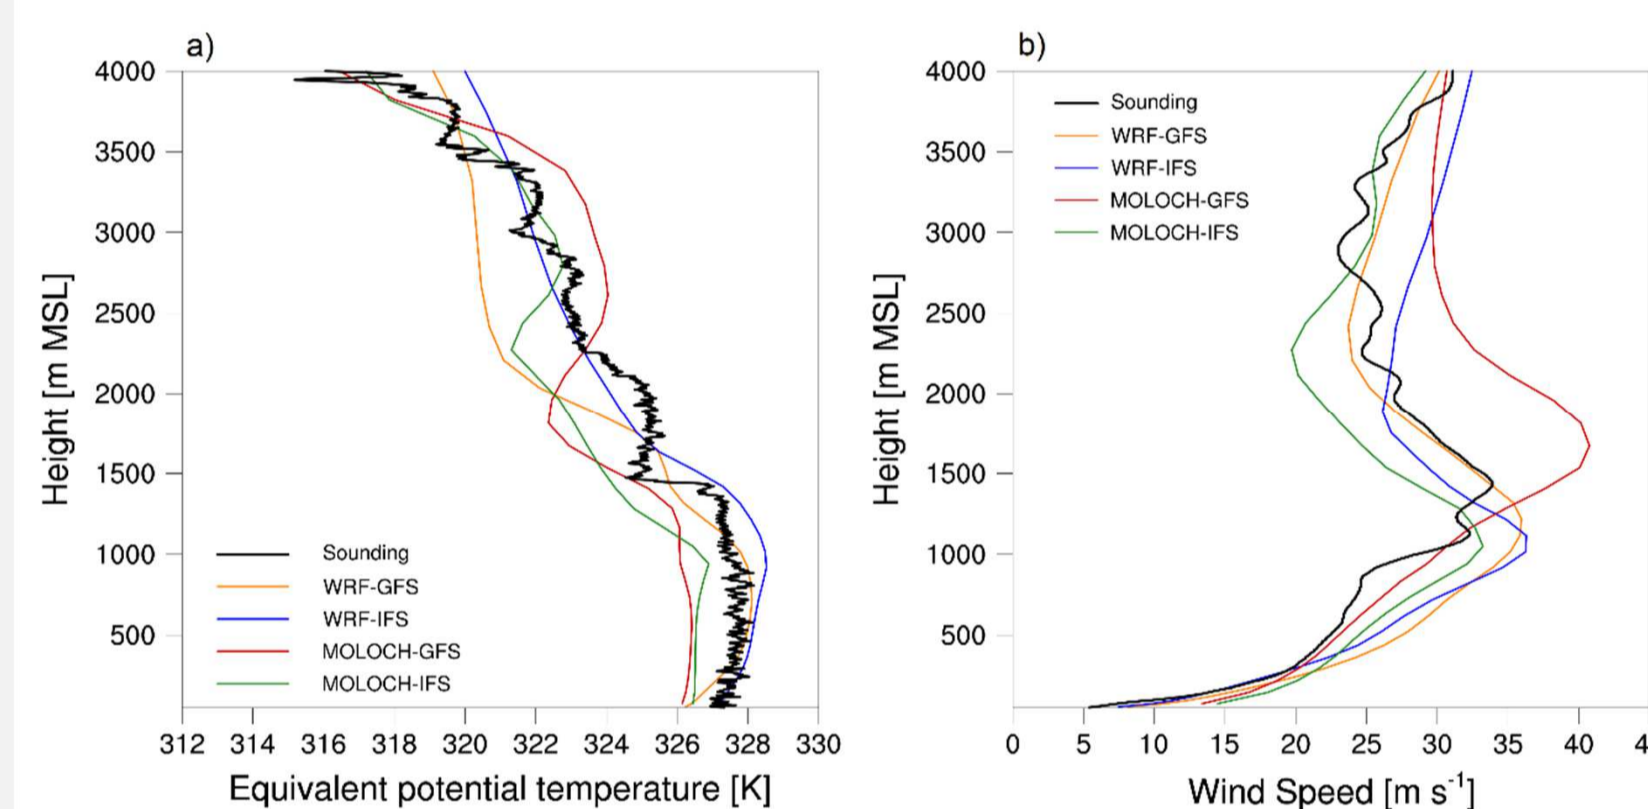 a)
4000
3500
3000
2500
2000
1500
1000
500
Height [m MSL]
Sounding
WRF-GFS
WRF-IFS
MOLOCH-GFS
MOLOCH-IFS
312 314 316 318 320 322 324 326 328 330
Equivalent potential temperature [K]
b)
4000
3500
3000
2500
2000
1500
1000
500
Height [m MSL]
Sounding
WRF-GFS
WRF-IFS
MOLOCH-GFS
MOLOCH-IFS
0 5 10 15 20 25 30 35 40 4
Wind Speed [m s⁻¹]